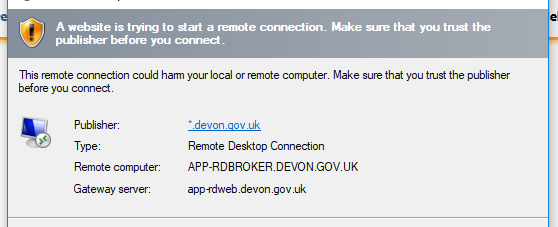 A website is trying to start a remote connection. Make sure that you trust the
publisher before you connect.
This remote connection could harm your local or remote computer. Make sure that you trust the publisher
before you connect.
Publisher: *.devon.gov.uk
Type: Remote Desktop Connection
Remote computer: APP-RDBROKER.DEVON.GOV.UK
Gateway server: app-rdweb.devon.gov.uk